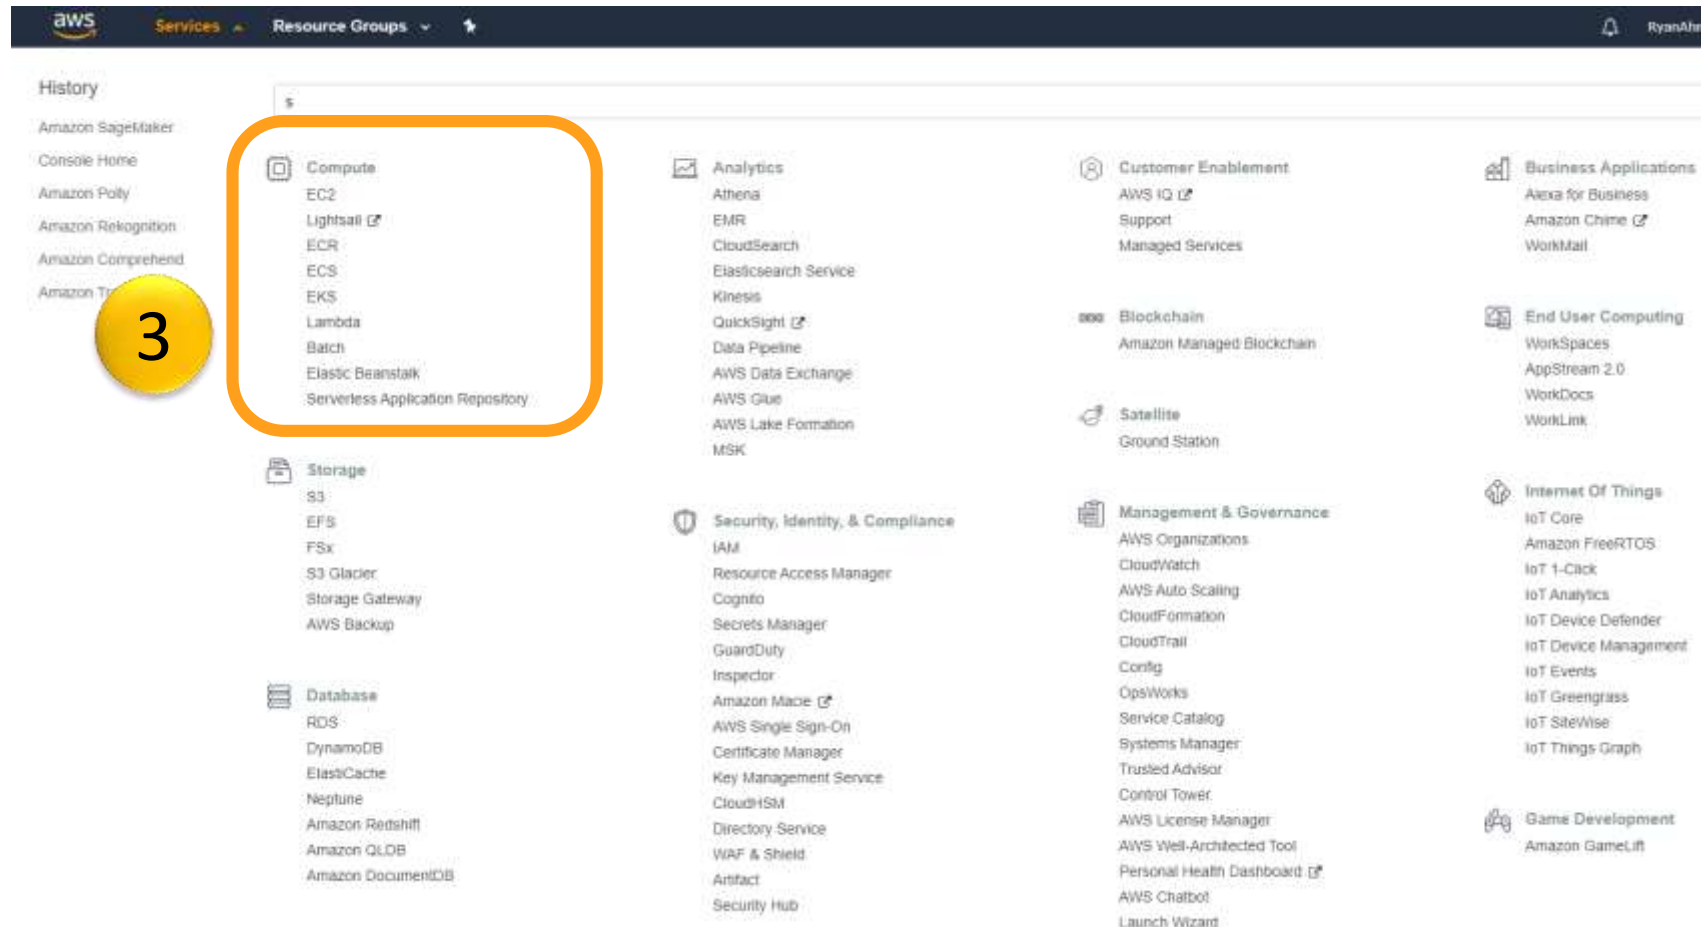 aws
Services
Resource Groups
RyanAhm
History
s
Amazon SageMaker
Console Home
Amazon Polly
Amazon Rekognition
Amazon Comprehend
Amazon
3
Compute
EC2
Lightsail
ECR
ECS
EKS
Lambda
Batch
Elastic Beanstalk
Serverless Application Repository
Storage
S3
EFS
FSx
S3 Glacier
Storage Gateway
AWS Backup
Database
RDS
DynamoDB
ElastiCache
Neptune
Amazon Redshift
Amazon QLDB
Amazon DocumentDB
Analytics
Athena
EMR
CloudSearch
Elasticsearch Service
Kinesis
QuickSight
Data Pipeline
AWS Data Exchange
AWS Glue
AWS Lake Formation
MSK
Security, Identity, & Compliance
IAM
Resource Access Manager
Cognito
Secrets Manager
GuardDuty
Inspector
Amazon Macie
AWS Single Sign-On
Certificate Manager
Key Management Service
CloudHSM
Directory Service
WAF & Shield
Artifact
Security Hub
Customer Enablement
AWS IQ
Support
Managed Services
Blockchain
Amazon Managed Blockchain
Satellite
Ground Station
Management & Governance
AWS Organizations
CloudWatch
AWS Auto Scaling
CloudFormation
CloudTrail
Config
OpsWorks
Service Catalog
Systems Manager
Trusted Advisor
Control Tower
AWS License Manager
AWS Well-Architected Tool
Personal Health Dashboard
AWS Chatbot
Launch Wizard
Business Applications
Alexa for Business
Amazon Chime
WorkMail
End User Computing
WorkSpaces
AppStream 2.0
WorkDocs
WorkLink
Internet Of Things
IoT Core
Amazon FreeRTOS
IoT 1-Click
IoT Analytics
IoT Device Defender
IoT Device Management
IoT Events
IoT Greengrass
IoT SiteWise
IoT Things Graph
Game Development
Amazon GameLift